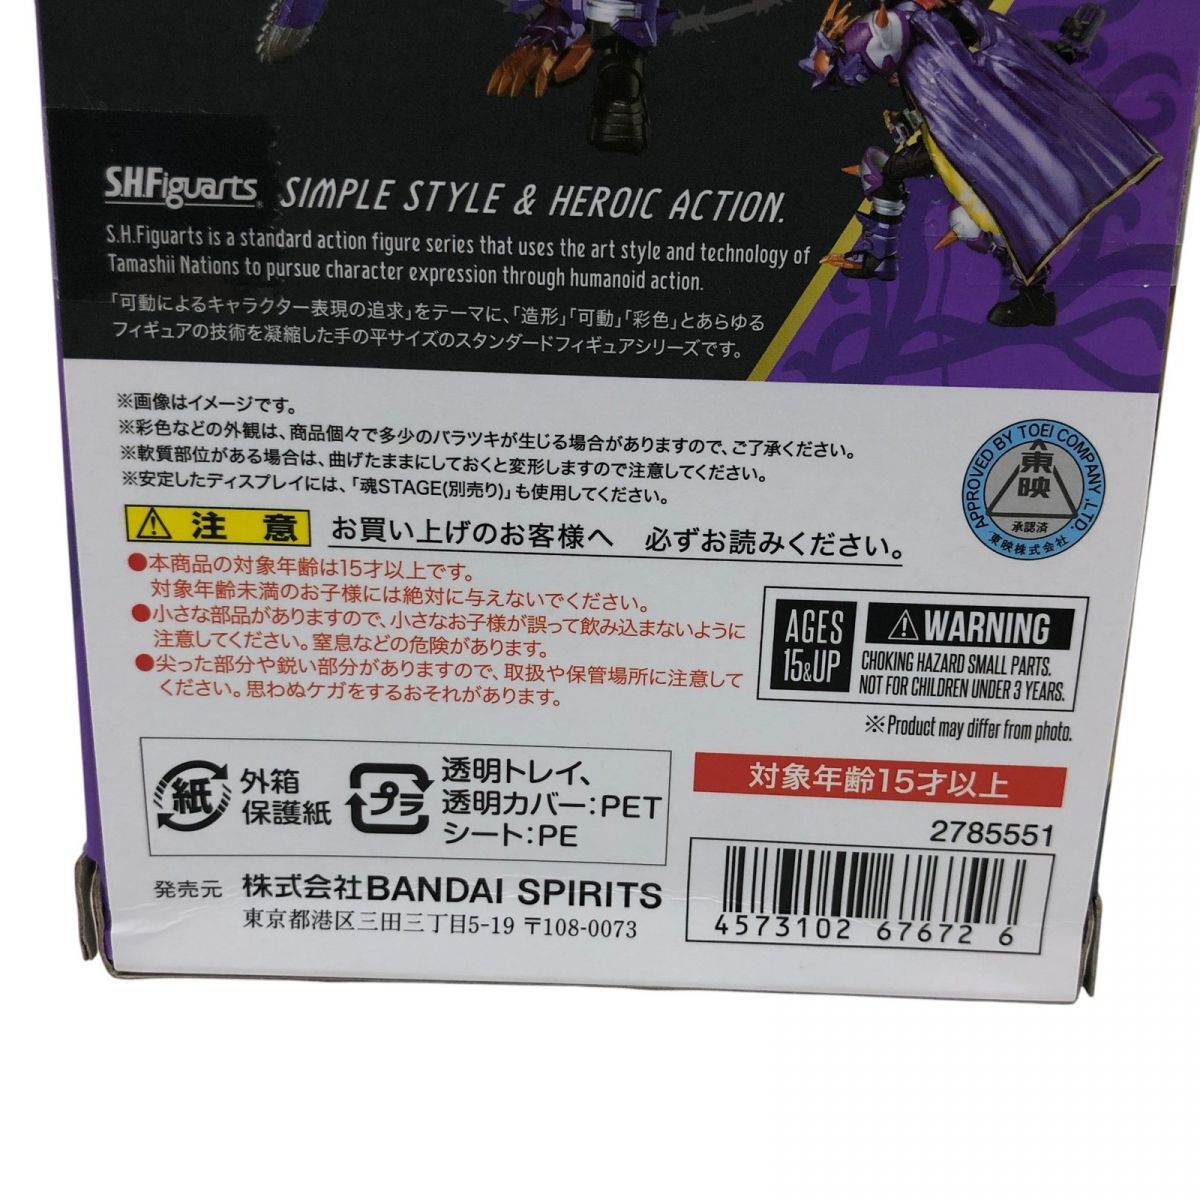 S.H.Figuarts® SIMPLE STYLE & HEROIC ACTION.
S.H.Figuarts is a standard action figure series that uses the art style and technology of
Tamashii Nations to pursue character expression through humanoid action.
「可動によるキャラクター表現の追求」をテーマに、「造形」「可動」「彩色」とあらゆる
フィギュアの技術を凝縮した手の平サイズのスタンダードフィギュアシリーズです。
※画像はイメージです。
※彩色などの外観は、商品個々で多少のバラツキが生じる場合がありますので、ご了承ください。
※軟質部位がある場合は、曲げたままにしておくと変形しますので注意してください。
※安定したディスプレイには、「魂STAGE(別売り)」も使用してください。
APPROVED BY TOEI COMPANY, LTD.
東映
承認済
東映株式会社
⚠注意 お買い上げのお客様へ 必ずお読みください。
●本商品の対象年齢は15才以上です。
対象年齢未満のお子様には絶対に与えないでください。
●小さな部品がありますので、小さなお子様が誤って飲み込まないように
注意してください。窒息などの危険があります。
●尖った部分や鋭い部分がありますので、取扱や保管場所に注意して
ください。思わぬケガをするおそれがあります。
AGES
15&UP
⚠WARNING
CHOKING HAZARD SMALL PARTS.
NOT FOR CHILDREN UNDER 3 YEARS.
※Product may differ from photo.
紙
外箱
保護紙
プラ
透明トレイ、
透明カバー:PET
シート:PE
対象年齢15才以上
2785551
発売元 株式会社BANDAI SPIRITS
東京都港区三田三丁目5-19 〒108-0073
4573102 67672 6